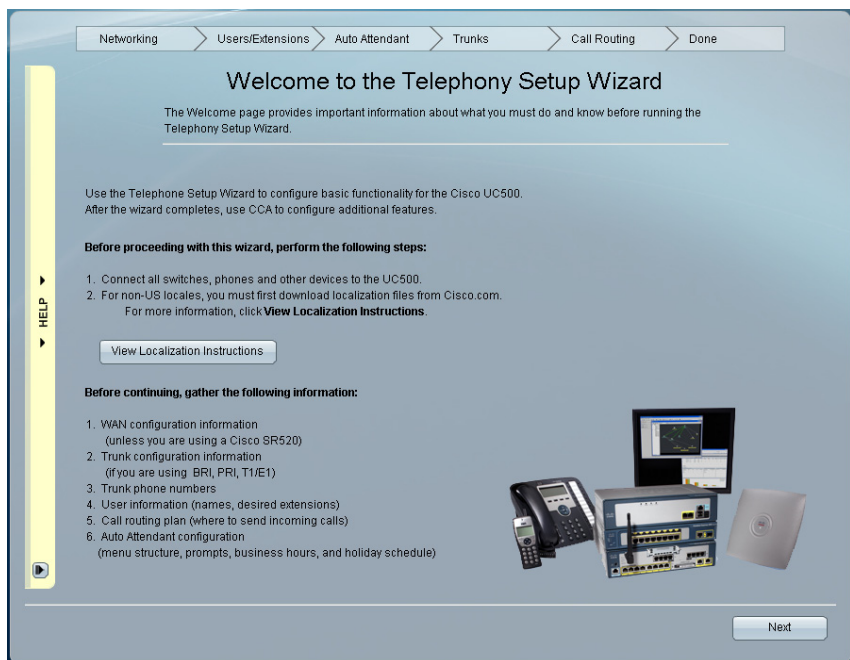 Networking
Users/Extensions
Auto Attendant
Trunks
Call Routing
Done
Welcome to the Telephony Setup Wizard
The Welcome page provides important information about what you must do and know before running the
Telephony Setup Wizard.
Use the Telephone Setup Wizard to configure basic functionality for the Cisco UC500.
After the wizard completes, use CCA to configure additional features.
Before proceeding with this wizard, perform the following steps:
1. Connect all switches, phones and other devices to the UC500.
2. For non-US locales, you must first download localization files from Cisco.com.
For more information, click View Localization Instructions.
HELP
View Localization Instructions
Before continuing, gather the following information:
1. WAN configuration information
(unless you are using a Cisco SR520)
2. Trunk configuration information
(if you are using BRI, PRI, T1/E1)
3. Trunk phone numbers
4. User information (names, desired extensions)
5. Call routing plan (where to send incoming calls)
6. Auto Attendant configuration
(menu structure, prompts, business hours, and holiday schedule)
Next